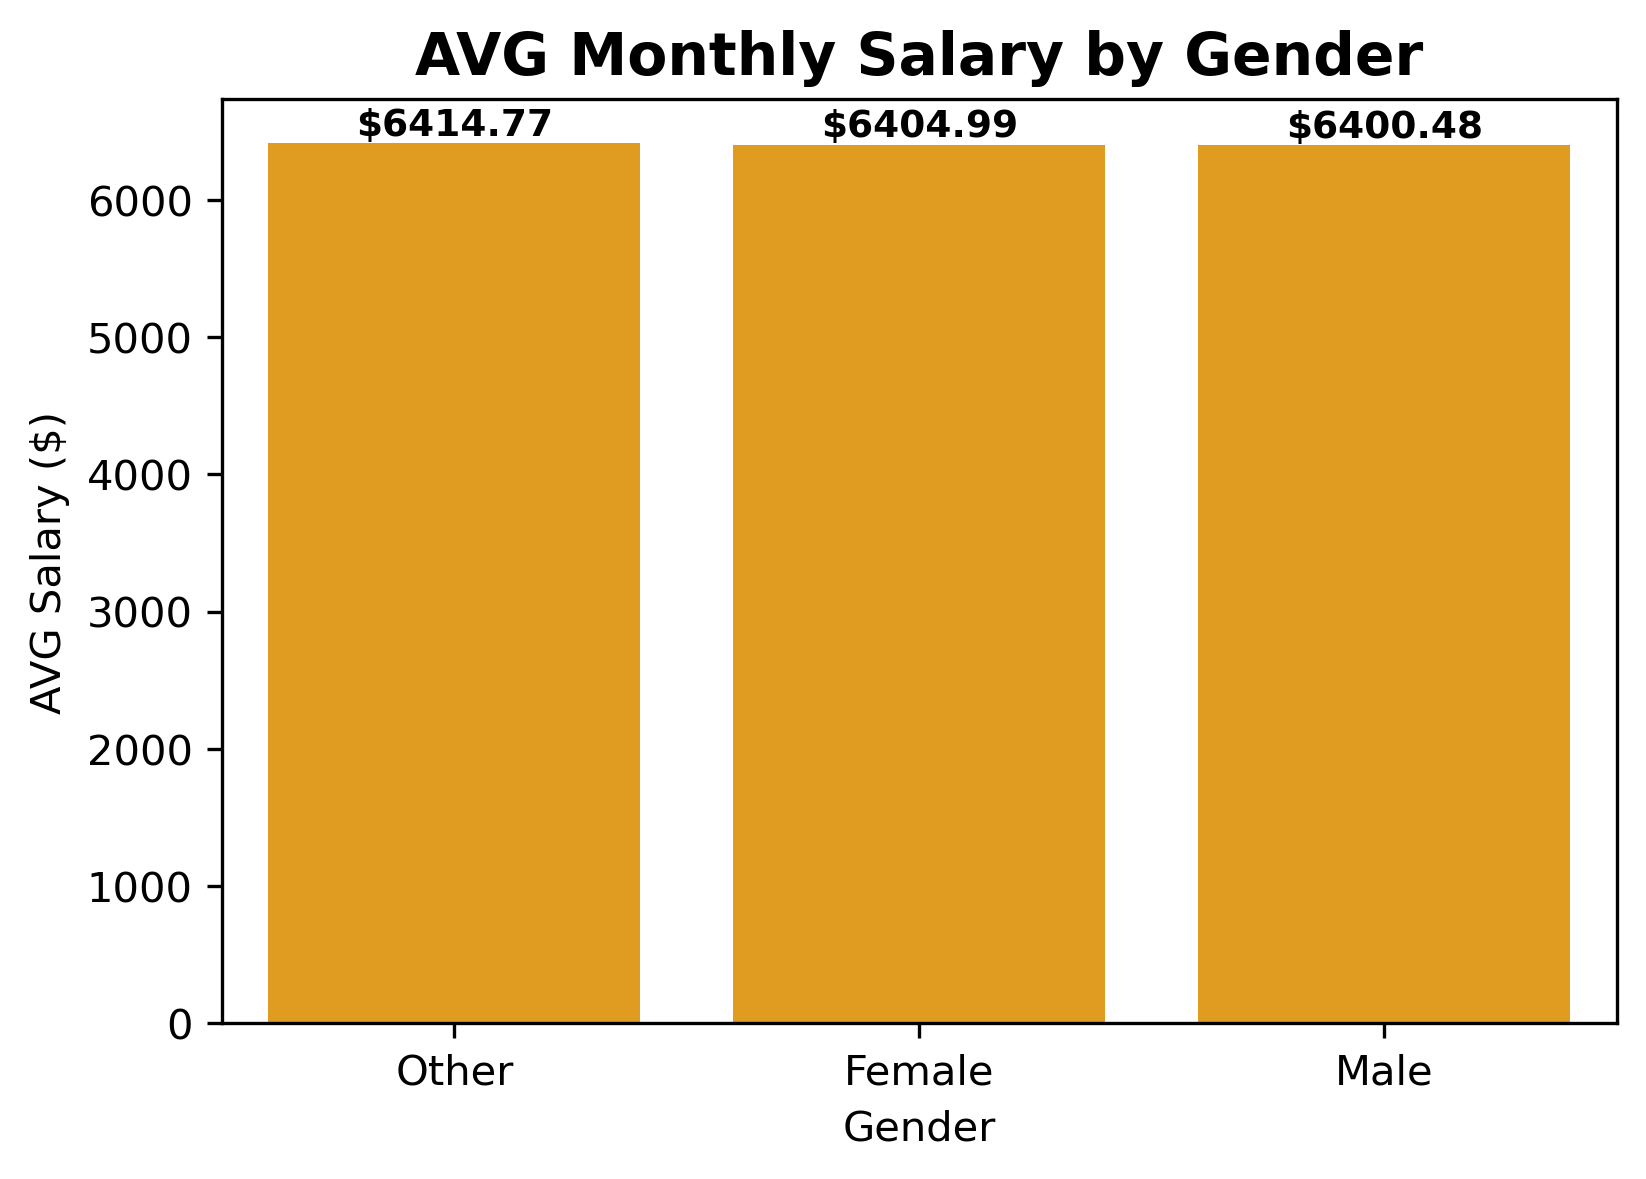 AVG Monthly Salary by Gender
$6414.77 $6404.99 $6400.48
6000
5000
4000
3000
2000
1000
0
AVG Salary ($)
Other Female Male
Gender